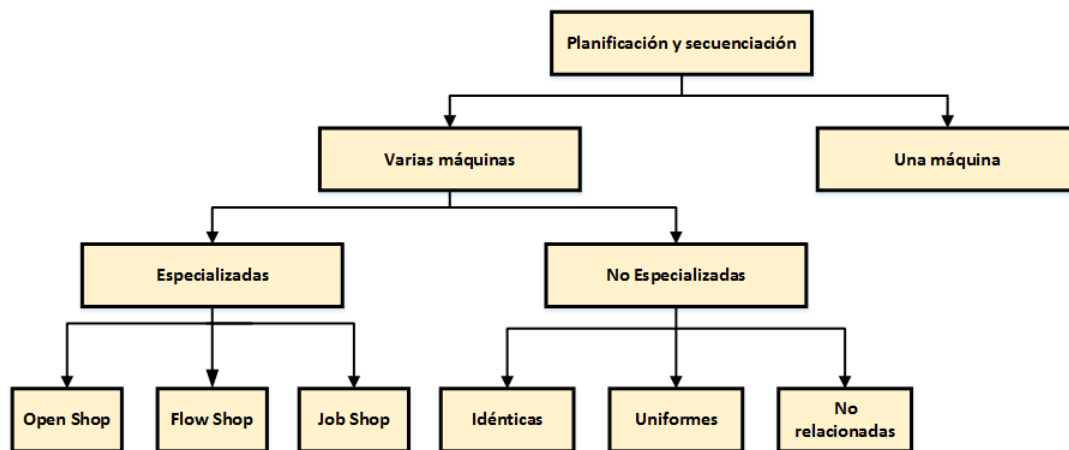 Planificación y secuenciación
Varias máquinas
Una máquina
Especializadas
No Especializadas
Open Shop
Flow Shop
Job Shop
Idénticas
Uniformes
No
relacionadas